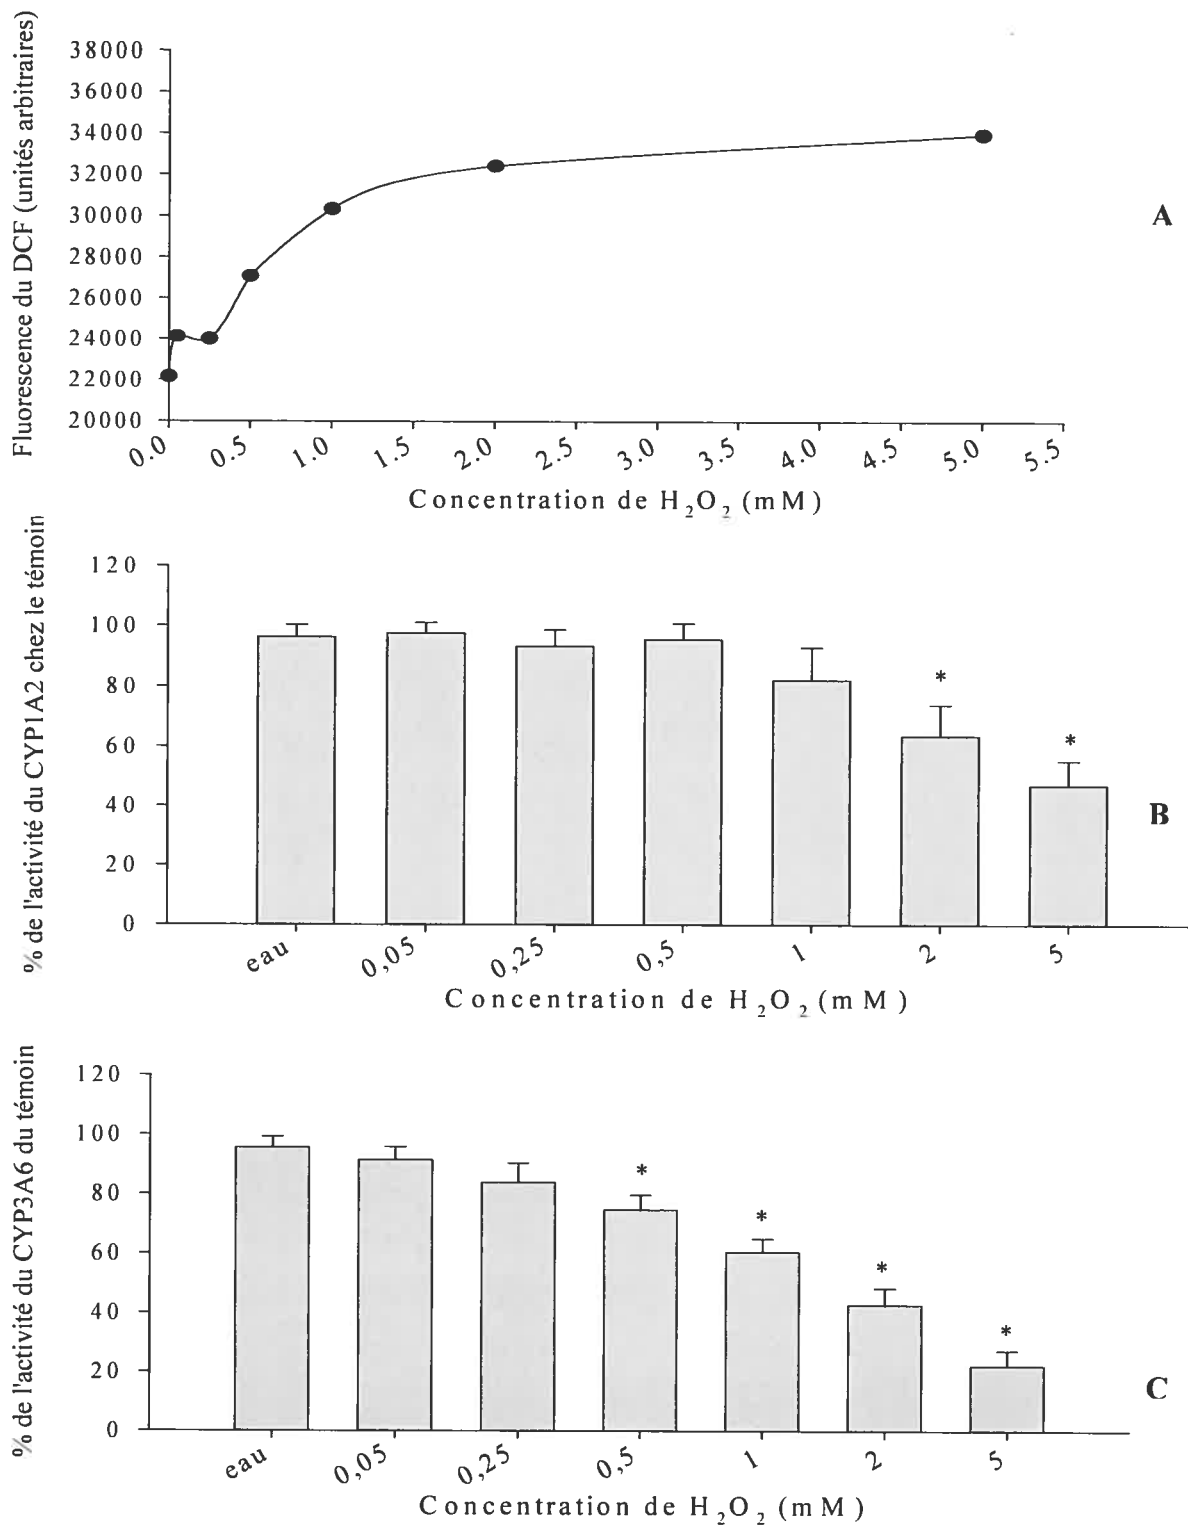 Fluorescence du DCF (unités arbitraires)
38000
36000
34000
32000
30000
28000
26000
24000
22000
20000
0.0 0.5 1.0 1.5 2.0 2.5 3.0 3.5 4.0 4.5 5.0 5.5
Concentration de H₂O₂ (mM)
A
% de l'activité du CYP1A2 chez le témoin
120
100
80
60
40
20
0
* *
eau 0,05 0,25 0,5 1 2 5
Concentration de H₂O₂ (mM)
B
% de l'activité du CYP3A6 du témoin
120
100
80
60
40
20
0
* * * *
eau 0,05 0,25 0,5 1 2 5
Concentration de H₂O₂ (mM)
C